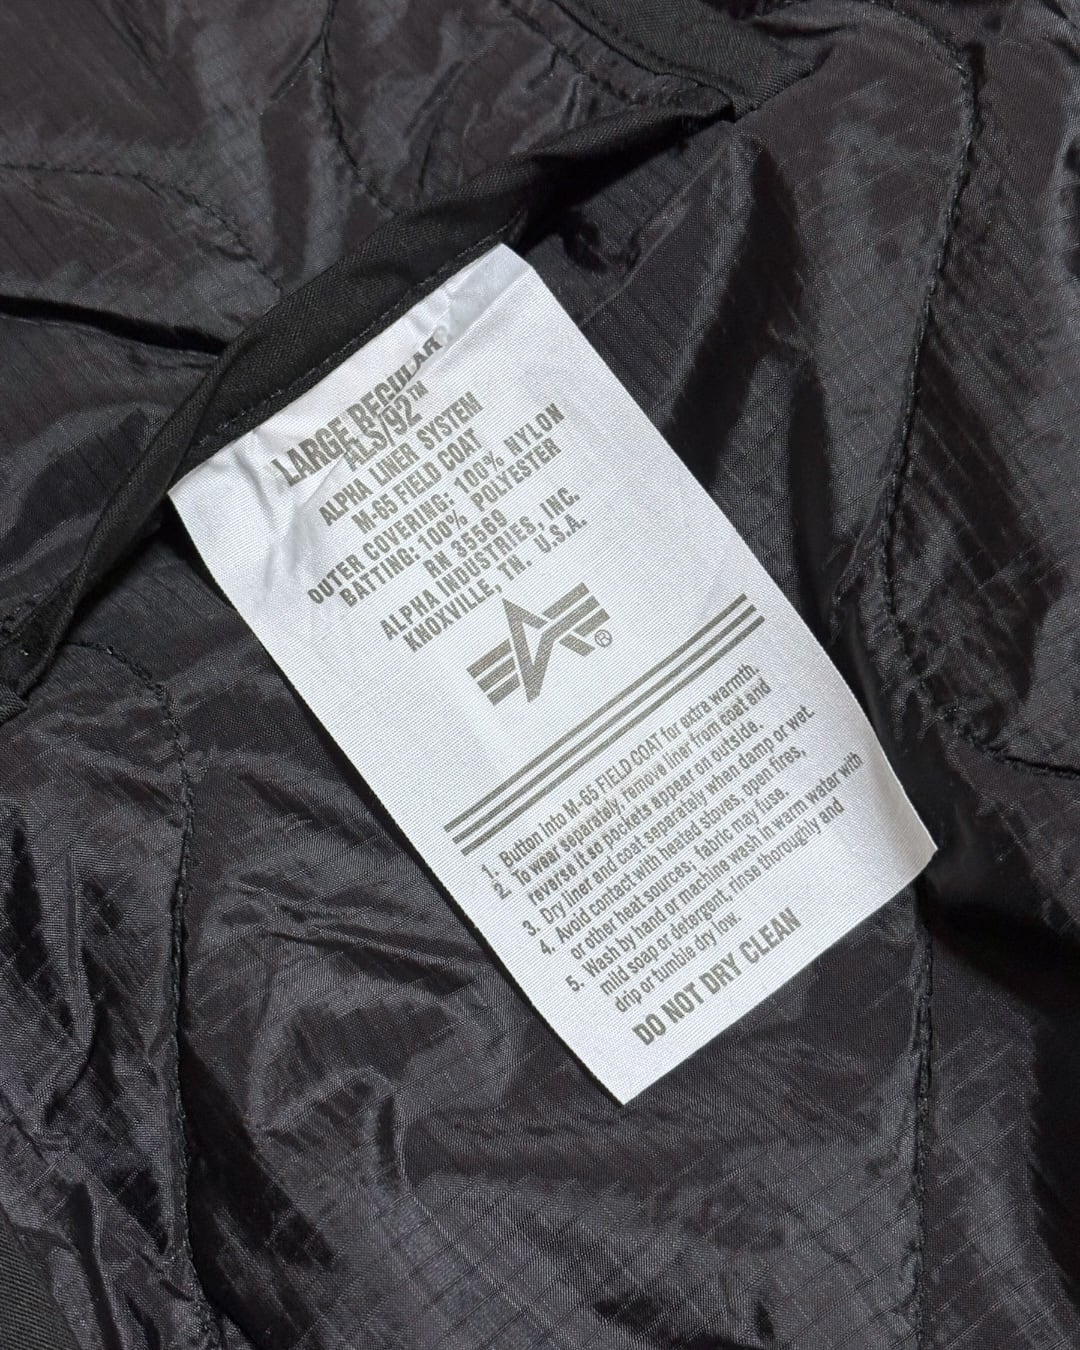 LARGE REGULAR
ALS/92™
ALPHA LINER SYSTEM
M-65 FIELD COAT
OUTER COVERING: 100% NYLON
BATTING: 100% POLYESTER
RN 35569
ALPHA INDUSTRIES, INC.
KNOXVILLE, TN. U.S.A.
®
1. Button into M-65 FIELD COAT for extra warmth.
2. To wear separately, remove liner from coat and
reverse it so pockets appear on outside.
3. Dry liner and coat separately when damp or wet.
4. Avoid contact with heated stoves, open fires,
or other heat sources; fabric may fuse.
5. Wash by hand or machine wash in warm water with
mild soap or detergent, rinse thoroughly and
drip or tumble dry low.
DO NOT DRY CLEAN